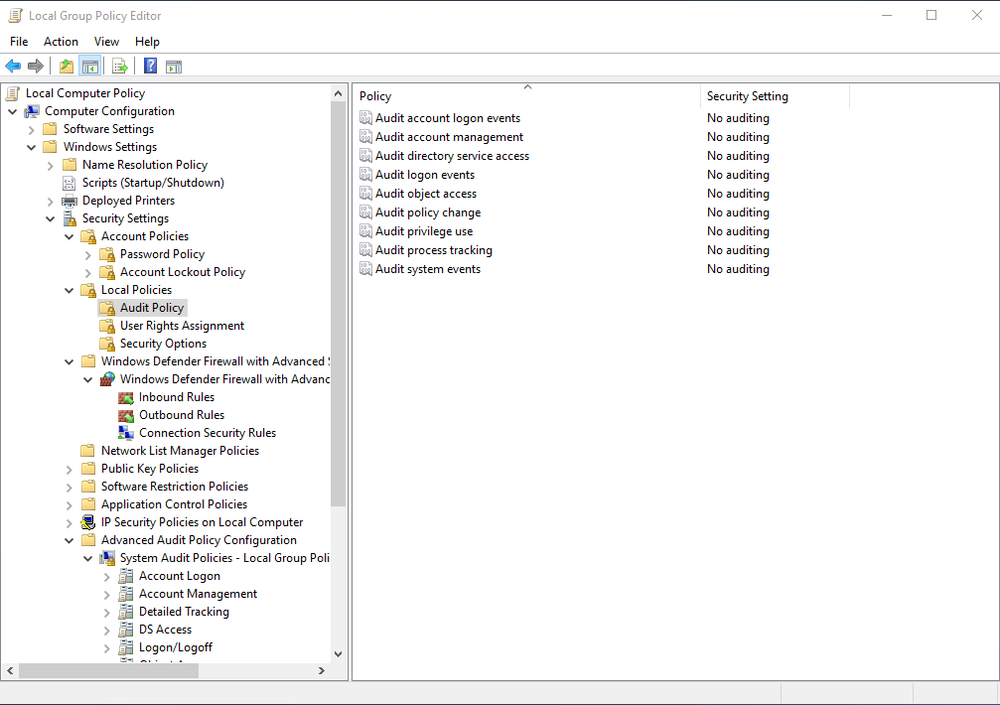 Local Group Policy Editor
File Action View Help
Local Computer Policy
Computer Configuration
Software Settings
Windows Settings
Name Resolution Policy
Scripts (Startup/Shutdown)
Deployed Printers
Security Settings
Account Policies
Password Policy
Account Lockout Policy
Local Policies
Audit Policy
User Rights Assignment
Security Options
Windows Defender Firewall with Advanced
Windows Defender Firewall with Advanc
Inbound Rules
Outbound Rules
Connection Security Rules
Network List Manager Policies
Public Key Policies
Software Restriction Policies
Application Control Policies
IP Security Policies on Local Computer
Advanced Audit Policy Configuration
System Audit Policies - Local Group Poli
Account Logon
Account Management
Detailed Tracking
DS Access
Logon/Logoff
Policy Security Setting
Audit account logon events No auditing
Audit account management No auditing
Audit directory service access No auditing
Audit logon events No auditing
Audit object access No auditing
Audit policy change No auditing
Audit privilege use No auditing
Audit process tracking No auditing
Audit system events No auditing